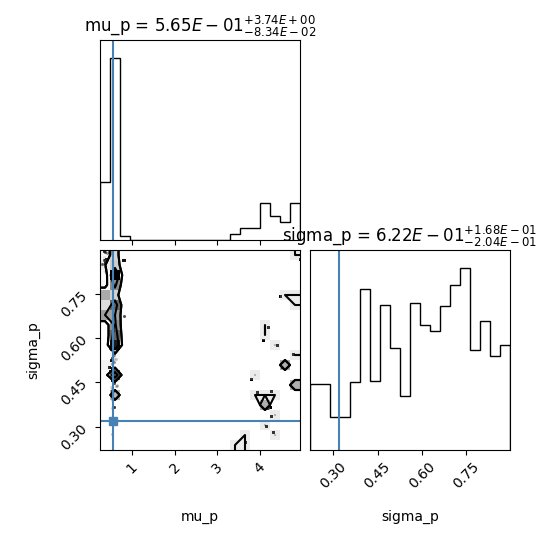 mu_p = 5.65E−01+3.74E+00−8.34E−02
sigma_p = 6.22E−01+1.68E−01−2.04E−01
0.75
0.60
0.45
0.30
sigma_p
1 2 3 4
0.30 0.45 0.60 0.75
mu_p
sigma_p